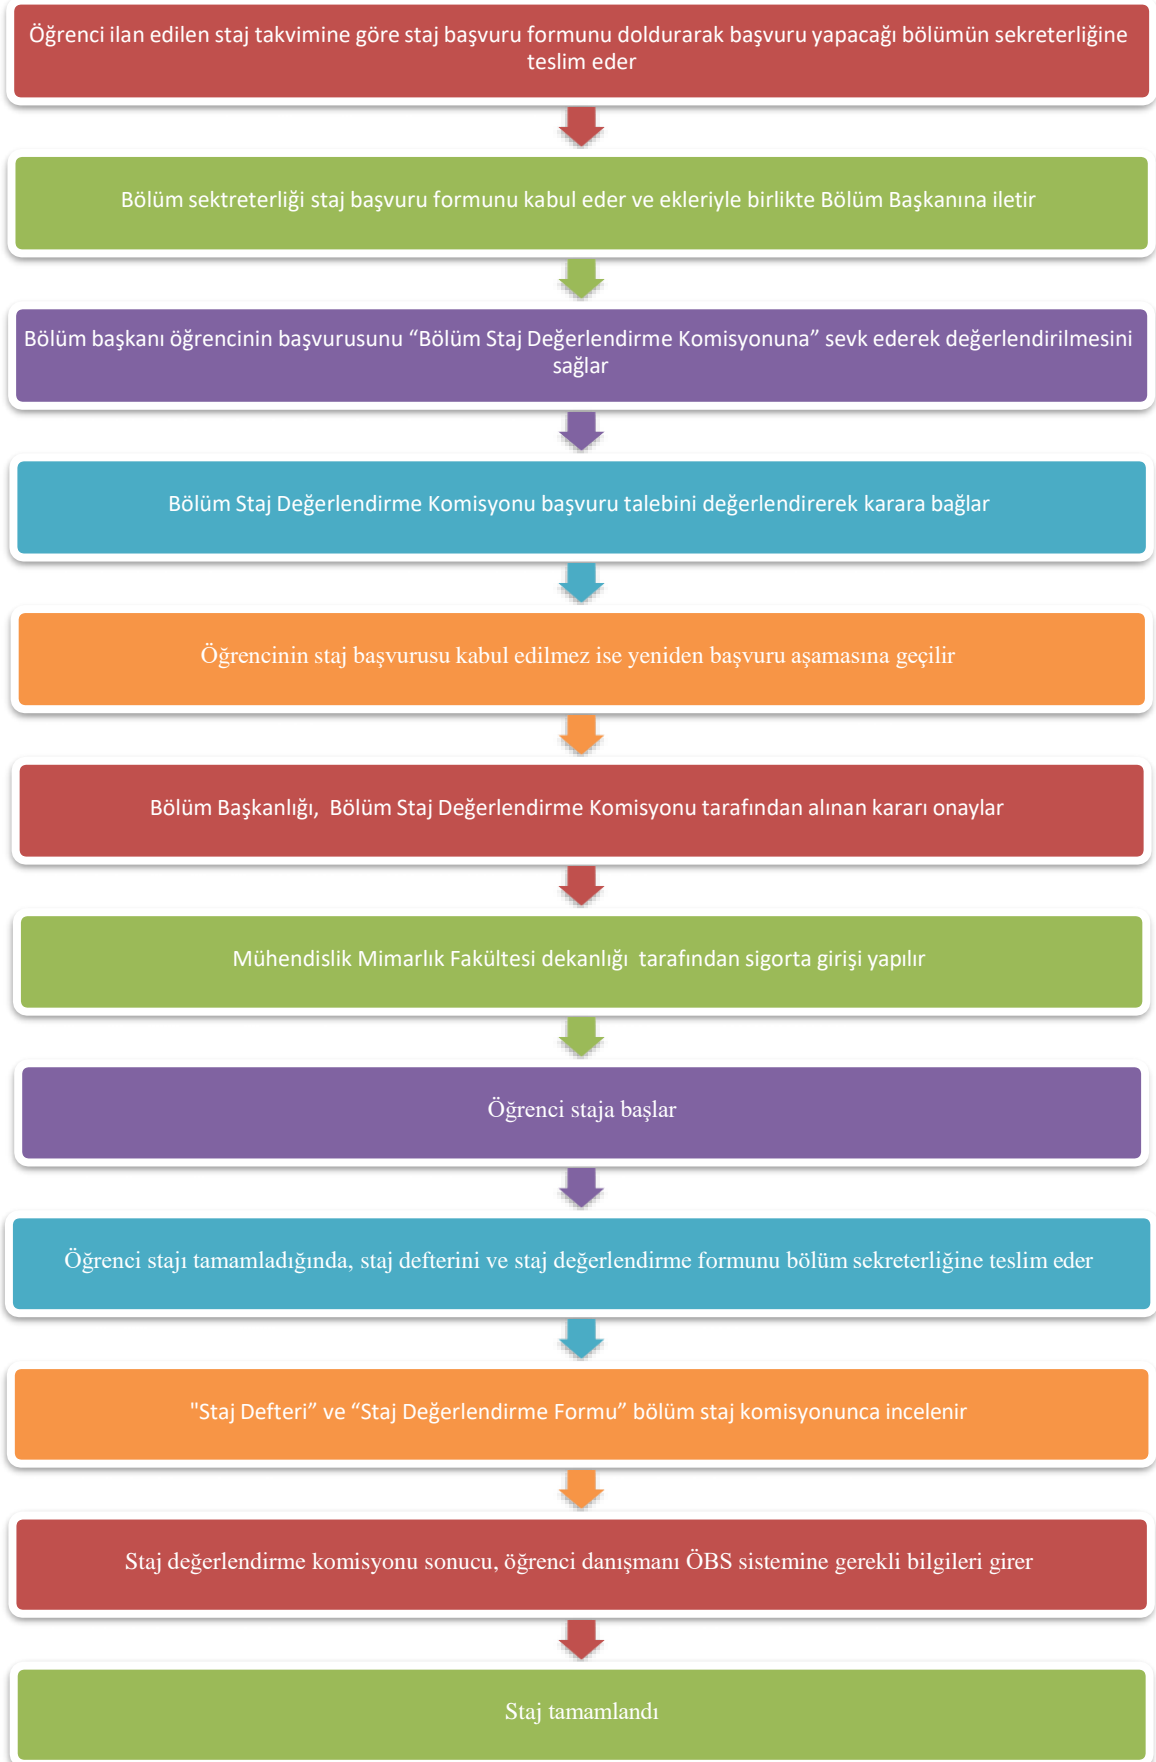 Öğrenci ilan edilen staj takvimine göre staj başvuru formunu doldurarak başvuru yapacağı bölümün sekreterliğine
teslim eder
Bölüm sektreterliği staj başvuru formunu kabul eder ve ekleriyle birlikte Bölüm Başkanına iletir
Bölüm başkanı öğrencinin başvurusunu “Bölüm Staj Değerlendirme Komisyonuna” sevk ederek değerlendirilmesini
sağlar
Bölüm Staj Değerlendirme Komisyonu başvuru talebini değerlendirerek karara bağlar
Öğrencinin staj başvurusu kabul edilmez ise yeniden başvuru aşamasına geçilir
Bölüm Başkanlığı,  Bölüm Staj Değerlendirme Komisyonu tarafından alınan kararı onaylar
Mühendislik Mimarlık Fakültesi dekanlığı  tarafından sigorta girişi yapılır
Öğrenci staja başlar
Öğrenci stajı tamamladığında, staj defterini ve staj değerlendirme formunu bölüm sekreterliğine teslim eder
"Staj Defteri” ve “Staj Değerlendirme Formu” bölüm staj komisyonunca incelenir
Staj değerlendirme komisyonu sonucu, öğrenci danışmanı ÖBS sistemine gerekli bilgileri girer
Staj tamamlandı